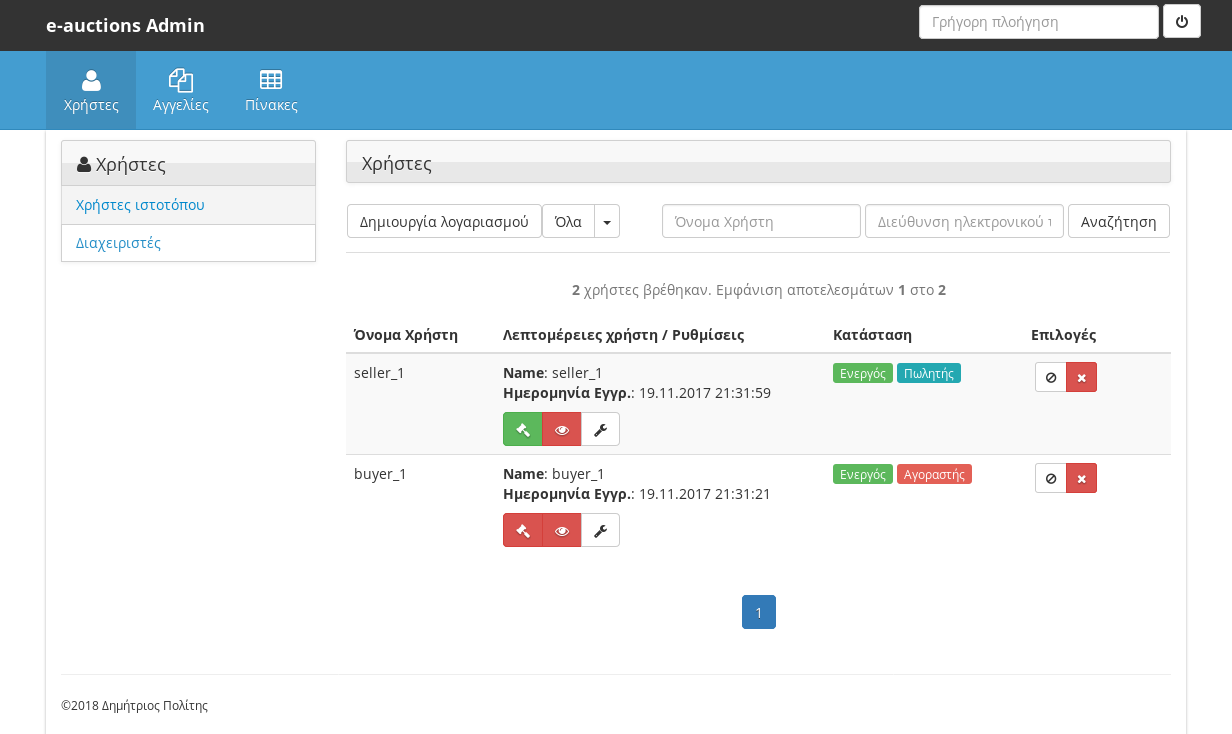 e-auctions Admin
Γρήγορη πλοήγηση
Χρήστες
Αγγελίες
Πίνακες
Χρήστες
Χρήστες ιστοτόπου
Διαχειριστές
Χρήστες
Δημιουργία λογαριασμού
Όλα
Όνομα Χρήστη
Διεύθυνση ηλεκτρονικού τ
Αναζήτηση
2 χρήστες βρέθηκαν. Εμφάνιση αποτελεσμάτων 1 στο 2
Όνομα Χρήστη Λεπτομέρειες χρήστη / Ρυθμίσεις Κατάσταση Επιλογές
seller_1 Name: seller_1 Ενεργός Πωλητής
Ημερομηνία Εγγρ.: 19.11.2017 21:31:59
buyer_1 Name: buyer_1 Ενεργός Αγοραστής
Ημερομηνία Εγγρ.: 19.11.2017 21:31:21
1
©2018 Δημήτριος Πολίτης